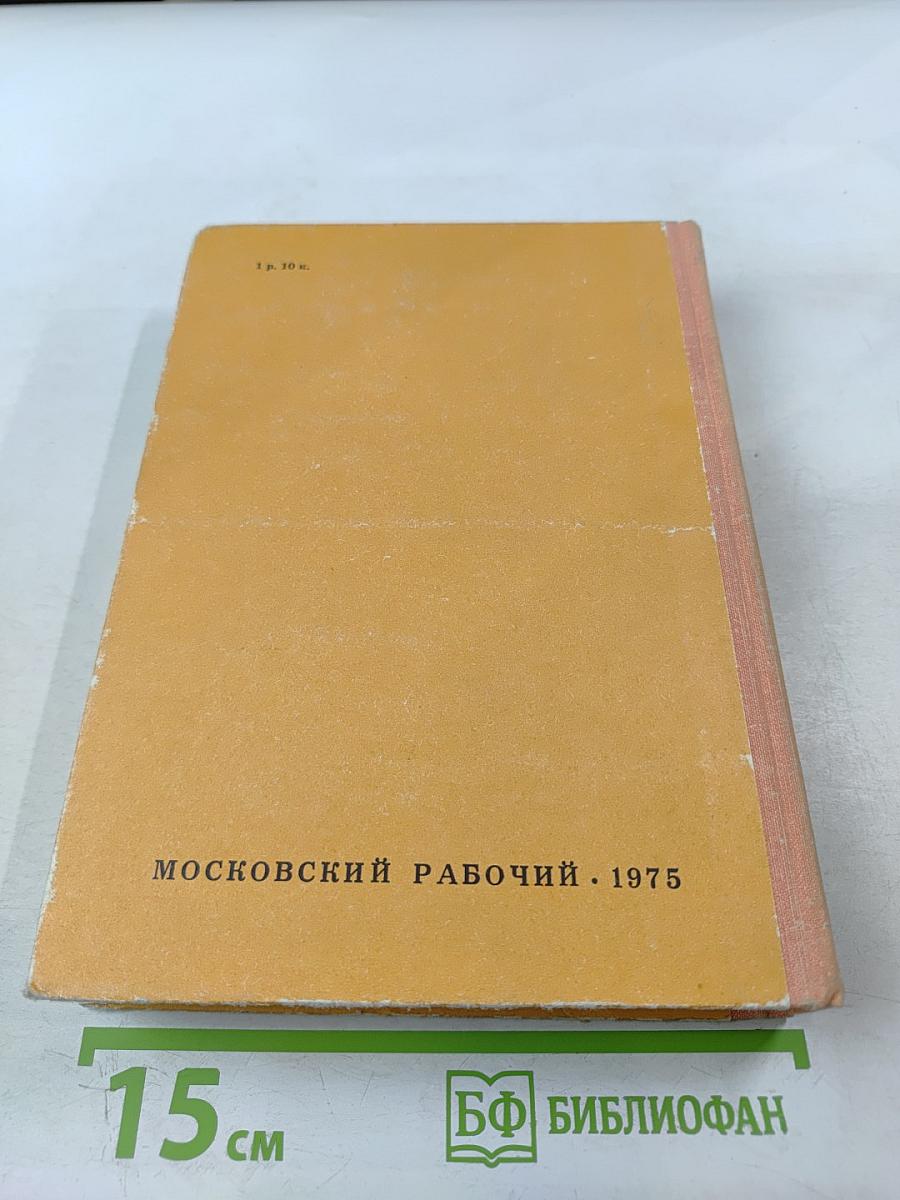 1 р. 10 к.
МОСКОВСКИЙ РАБОЧИЙ · 1975
15 см
БФ БИБЛИОФАН